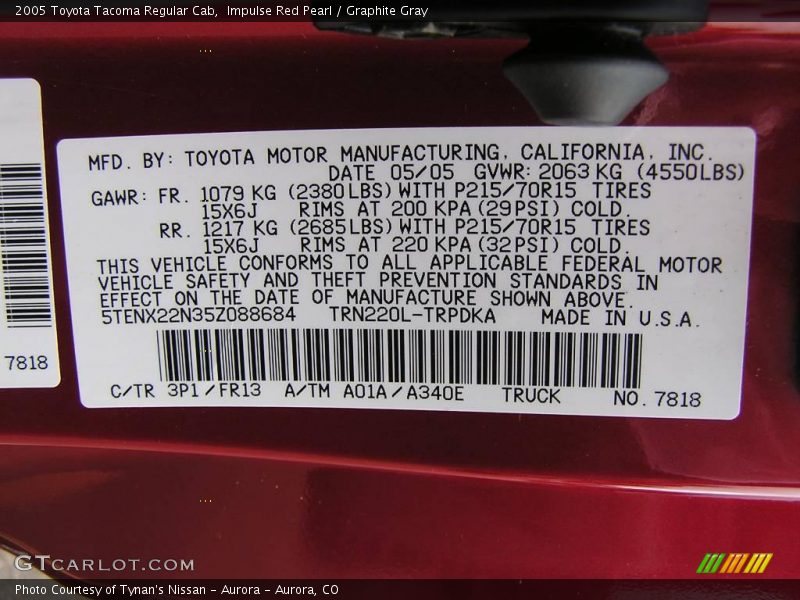 2005 Toyota Tacoma Regular Cab, Impulse Red Pearl / Graphite Gray
MFD. BY: TOYOTA MOTOR MANUFACTURING, CALIFORNIA, INC.
DATE 05/05 GVWR: 2063 KG (4550LBS)
GAWR: FR. 1079 KG (2380LBS) WITH P215/70R15 TIRES
15X6J RIMS AT 200 KPA (29PSI) COLD.
RR. 1217 KG (2685LBS) WITH P215/70R15 TIRES
15X6J RIMS AT 220 KPA (32PSI) COLD.
THIS VEHICLE CONFORMS TO ALL APPLICABLE FEDERAL MOTOR
VEHICLE SAFETY AND THEFT PREVENTION STANDARDS IN
EFFECT ON THE DATE OF MANUFACTURE SHOWN ABOVE.
5TENX22N35Z088684 TRN220L-TRPDKA MADE IN U.S.A.
C/TR 3P1/FR13 A/TM A01A/A340E TRUCK NO. 7818
7818
GTCARLOT.COM
Photo Courtesy of Tynan's Nissan - Aurora - Aurora, CO